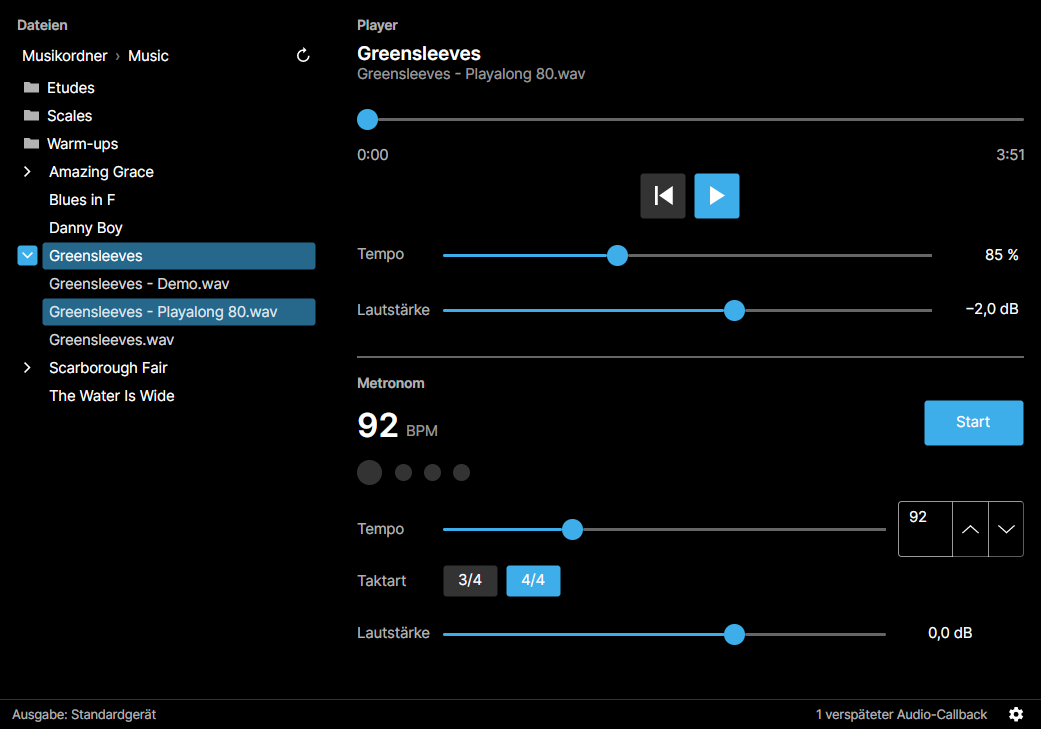 Dateien
Musikordner › Music
Etudes
Scales
Warm-ups
Amazing Grace
Blues in F
Danny Boy
Greensleeves
Greensleeves - Demo.wav
Greensleeves - Playalong 80.wav
Greensleeves.wav
Scarborough Fair
The Water Is Wide
Player
Greensleeves
Greensleeves - Playalong 80.wav
0:00 3:51
Tempo 85 %
Lautstärke −2,0 dB
Metronom
92 BPM
Start
Tempo 92
Taktart 3/4 4/4
Lautstärke 0,0 dB
Ausgabe: Standardgerät 1 verspäteter Audio-Callback